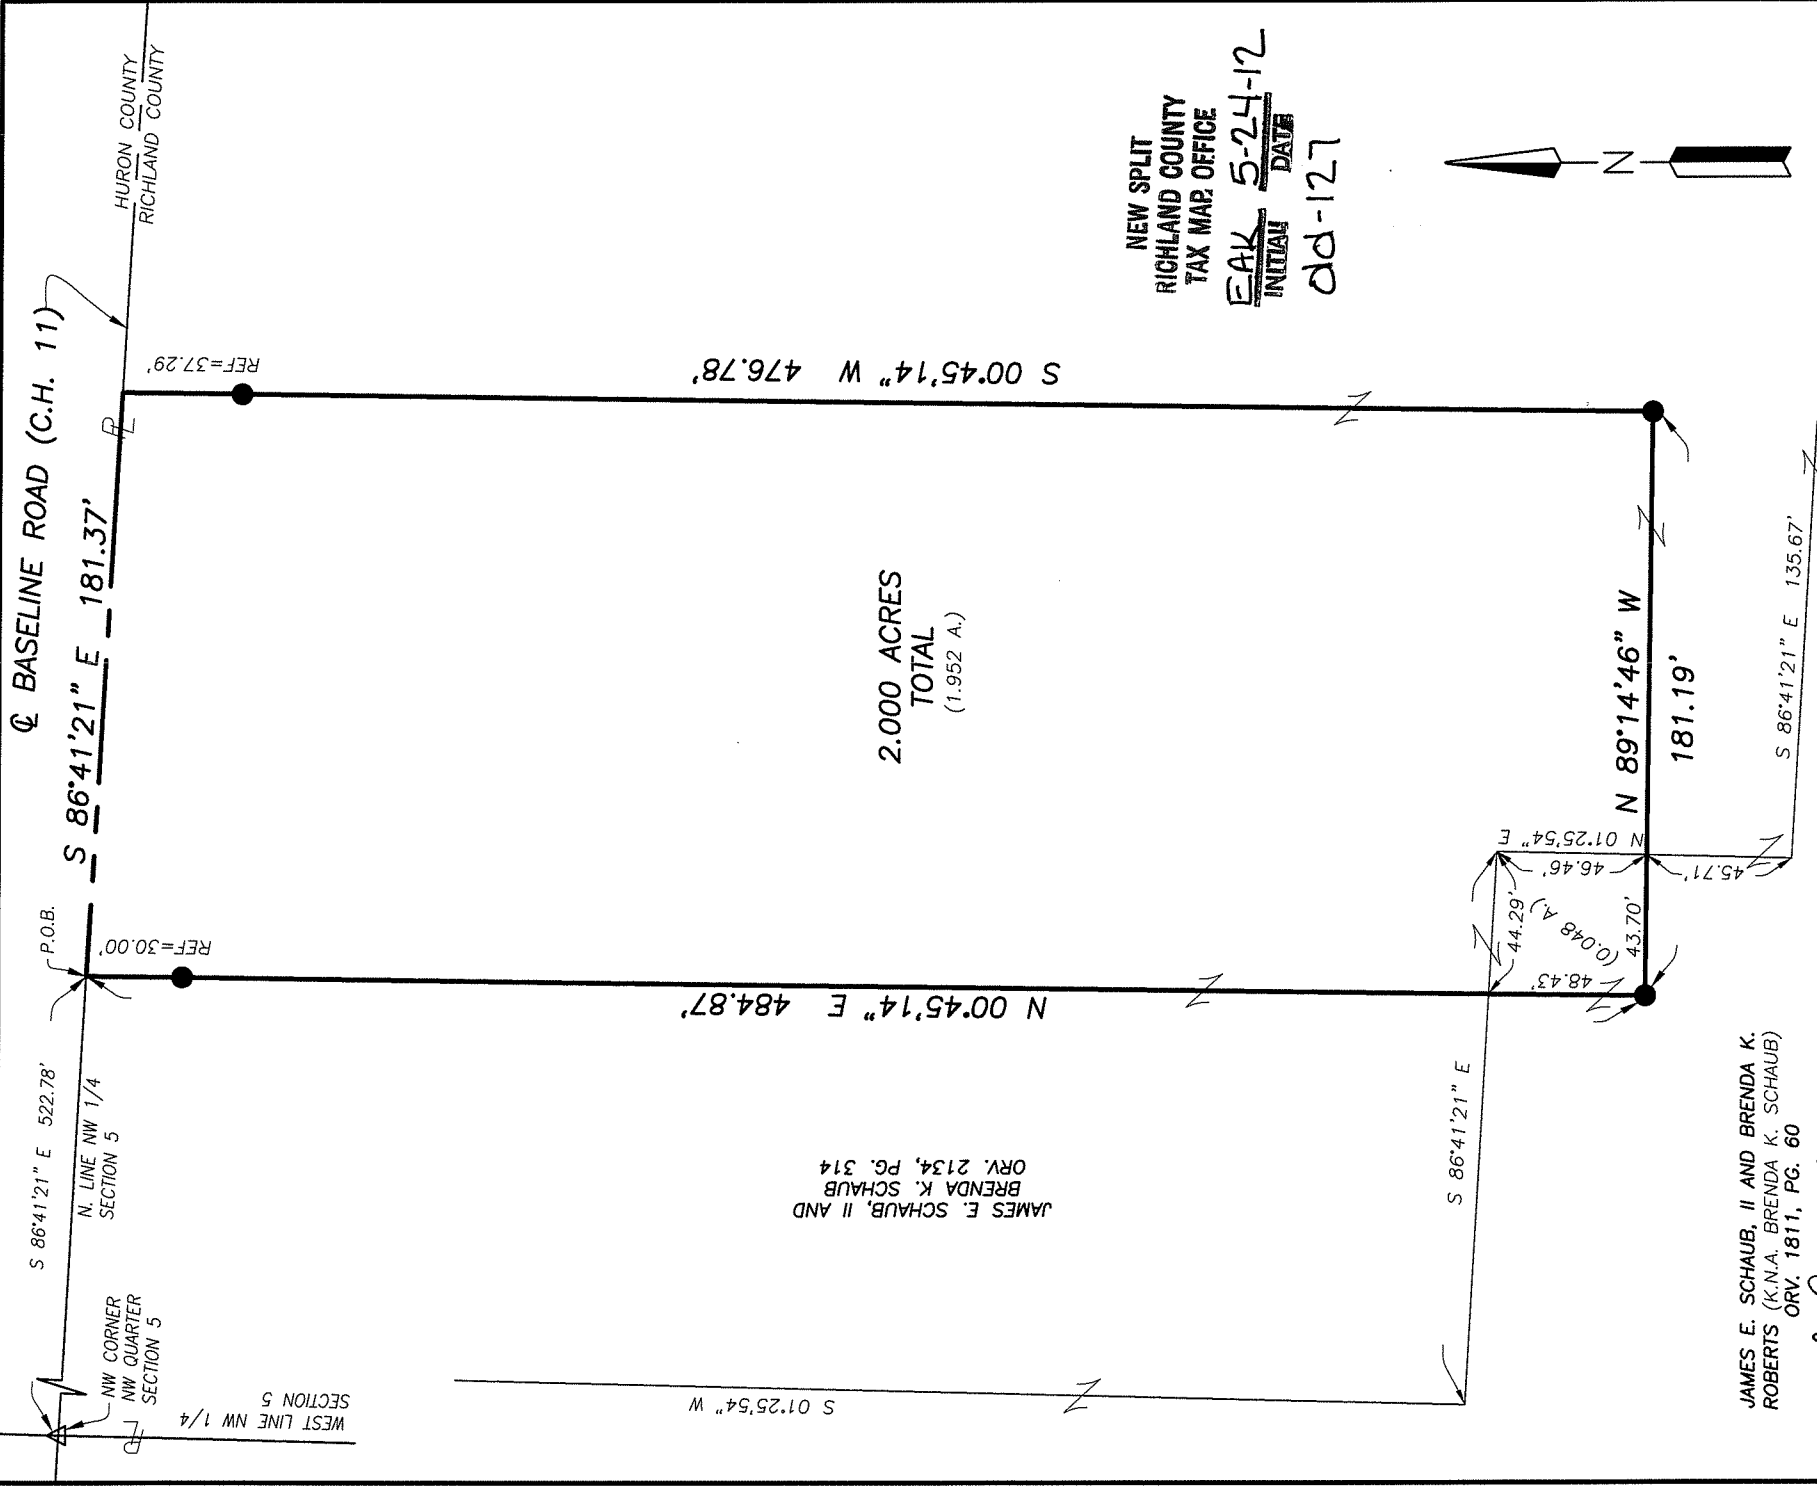 ℄ BASELINE ROAD (C.H. 11)
HURON COUNTY
RICHLAND COUNTY
S 86°41'21" E 181.37'
P.O.B.
REF=30.00'
REF=37.29'
S 86°41'21" E 522.78'
N. LINE NW 1/4
SECTION 5
NW CORNER
NW QUARTER
SECTION 5
WEST LINE NW 1/4
SECTION 5
S 01°25'54" W
N 00°45'14" E 484.87'
S 00°45'14" W 476.78'
2.000 ACRES
TOTAL
(1.952 A.)
JAMES E. SCHAUB, II AND
BRENDA K. SCHAUB
ORV. 2134, PG. 314
NEW SPLIT
RICHLAND COUNTY
TAX MAP OFFICE
EAK 5-24-12
INITIAL DATE
dd-127
N
S 86°41'21" E
44.29'
(0.048 A.)
48.43'
43.70'
46.46'
N 01°25'54" E
45.71'
N 89°14'46" W
181.19'
S 86°41'21" E 135.67'
JAMES E. SCHAUB, II AND BRENDA K.
ROBERTS (K.N.A. BRENDA K. SCHAUB)
ORV. 1811, PG. 60